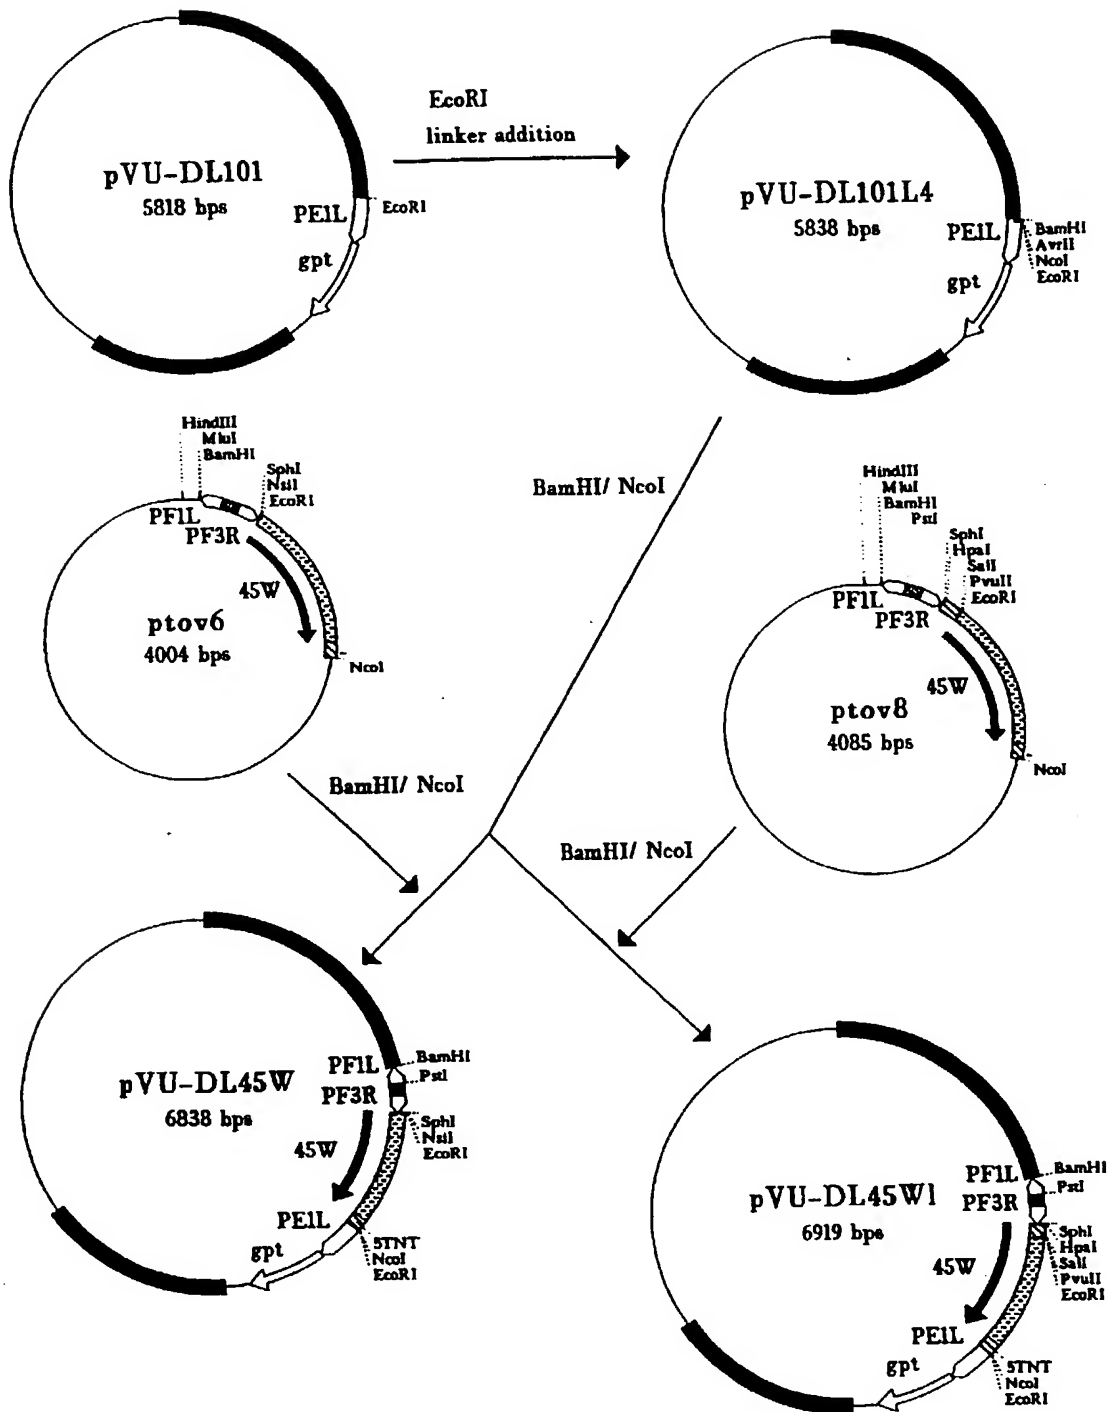 EcoRI
linker addition
pVU-DL101
5818 bps
PE1L
EcoRI
gpt
pVU-DL101L4
5838 bps
PE1L
BamHI
AvrII
NcoI
EcoRI
gpt
HindIII
MluI
BamHI
SphI
NsiI
EcoRI
PF1L
PF3R
45W
ptov6
4004 bps
NcoI
BamHI/ NcoI
HindIII
MluI
BamHI
PstI
SphI
HpaI
SalI
PvuII
EcoRI
PF1L
PF3R
45W
ptov8
4085 bps
NcoI
BamHI/ NcoI
BamHI/ NcoI
pVU-DL45W
6838 bps
PF1L
PF3R
BamHI
PstI
SphI
NsiI
EcoRI
45W
PE1L
gpt
5TNT
NcoI
EcoRI
pVU-DL45W1
6919 bps
PF1L
PF3R
BamHI
PstI
SphI
HpaI
SalI
PvuII
EcoRI
45W
PE1L
gpt
5TNT
NcoI
EcoRI